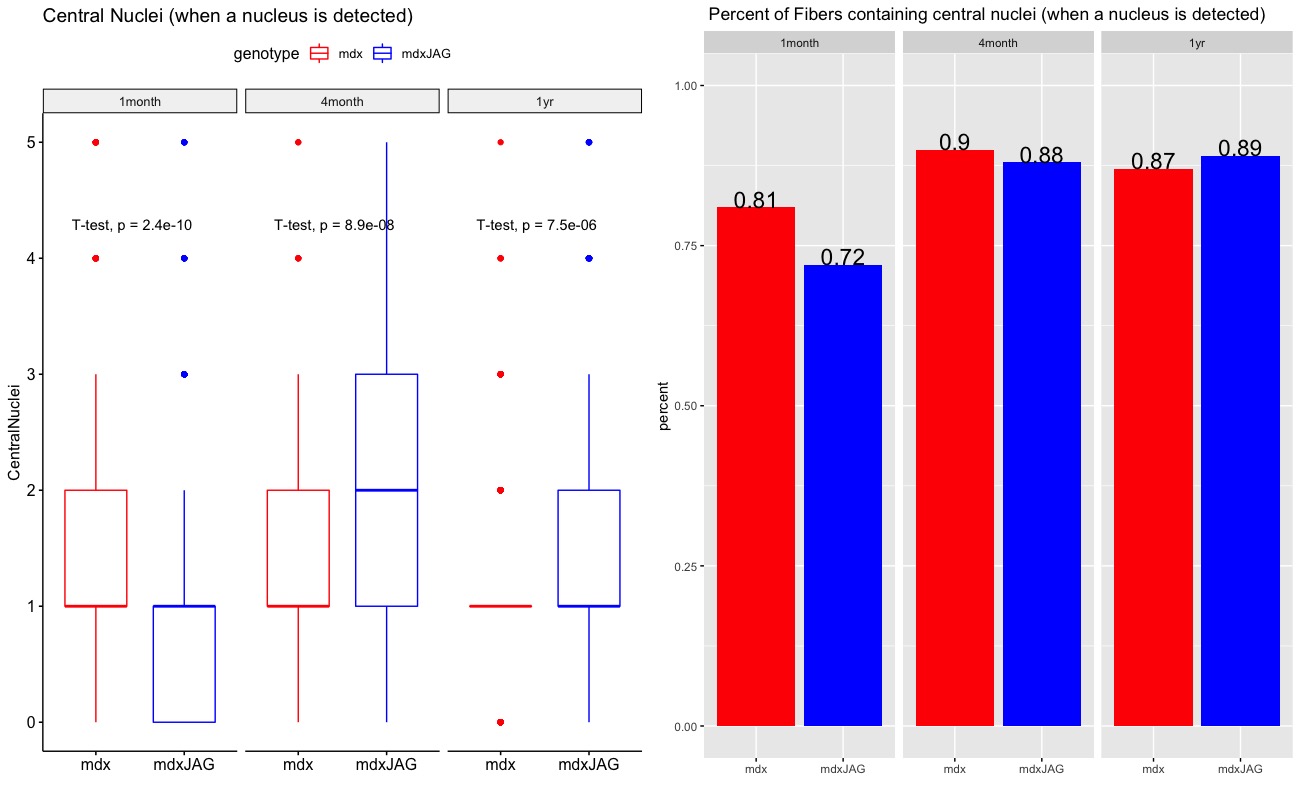 Central Nuclei (when a nucleus is detected)
genotype mdx mdxJAG
1month 4month 1yr
5
T-test, p = 2.4e-10 T-test, p = 8.9e-08 T-test, p = 7.5e-06
4
3
CentralNuclei
2
1
0
mdx mdxJAG mdx mdxJAG mdx mdxJAG
Percent of Fibers containing central nuclei (when a nucleus is detected)
1month 4month 1yr
1.00
0.81 0.72 0.9 0.88 0.87 0.89
0.75
0.50
percent
0.25
0.00
mdx mdxJAG mdx mdxJAG mdx mdxJAG